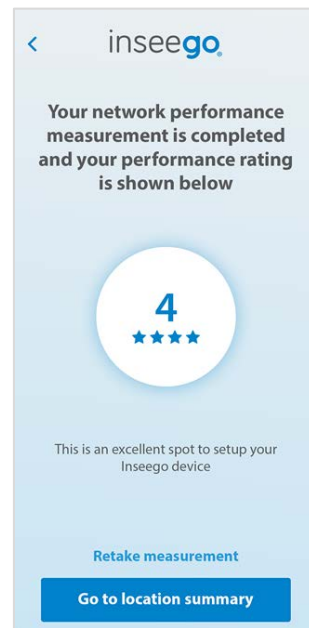 inseego
Your network performance
measurement is completed
and your performance rating
is shown below
4
This is an excellent spot to setup your
Inseego device
Retake measurement
Go to location summary